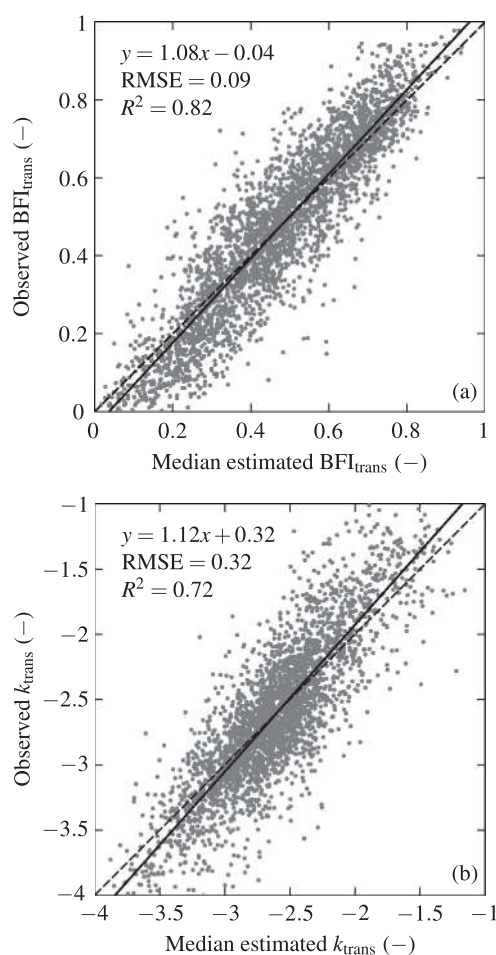 1
0.8
0.6
0.4
0.2
0
Observed BFI_trans (−)
y = 1.08x − 0.04
RMSE = 0.09
R² = 0.82
(a)
0 0.2 0.4 0.6 0.8 1
Median estimated BFI_trans (−)
−1
−1.5
−2
−2.5
−3
−3.5
−4
Observed k_trans (−)
y = 1.12x + 0.32
RMSE = 0.32
R² = 0.72
(b)
−4 −3.5 −3 −2.5 −2 −1.5 −1
Median estimated k_trans (−)